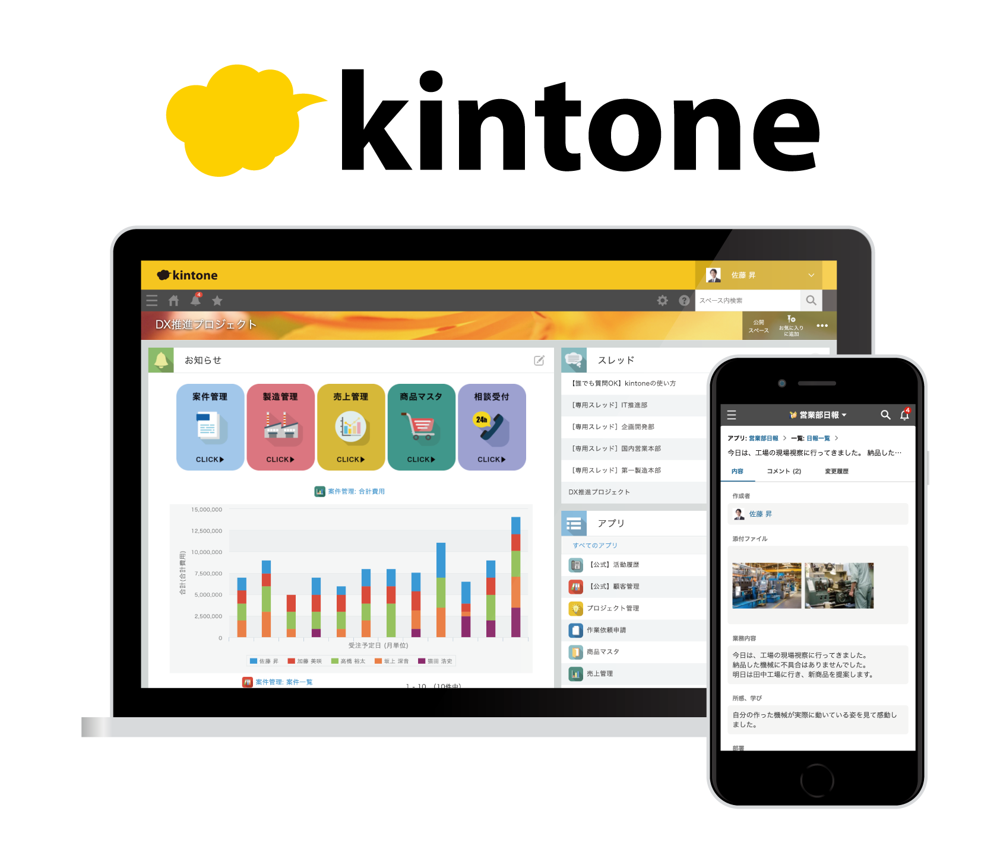 kintone
kintone
佐藤 昇
4
スペース内検索
DX推進プロジェクト
公開
スペース
お気に入り
に追加
お知らせ
案件管理
CLICK
製造管理
CLICK
売上管理
CLICK
商品マスタ
CLICK
相談受付
24h
CLICK
案件管理: 合計費用
15,000,000
12,500,000
10,000,000
7,500,000
5,000,000
2,500,000
0
合計(合計費用)
受注予定日 (月単位)
佐藤 昇
加藤 美咲
高橋 裕太
坂上 深音
猫田 浩史
案件管理: 案件一覧
1 - 10 (10件中)
スレッド
【誰でも質問OK】kintoneの使い方
［専用スレッド］IT推進部
［専用スレッド］企画開発部
［専用スレッド］国内営業本部
［専用スレッド］第一製造本部
DX推進プロジェクト
アプリ
すべてのアプリ
【公式】活動履歴
【公式】顧客管理
プロジェクト管理
作業依頼申請
商品マスタ
売上管理
営業部日報
4
アプリ: 営業部日報 > 一覧: 日報一覧 >
今日は、工場の現場視察に行ってきました。 納品した…
内容 コメント (2) 変更履歴
作成者
佐藤 昇
添付ファイル
業務内容
今日は、工場の現場視察に行ってきました。
納品した機械に不具合はありませんでした。
明日は田中工場に行き、新商品を提案します。
所感、学び
自分の作った機械が実際に動いている姿を見て感動し
ました。
部署